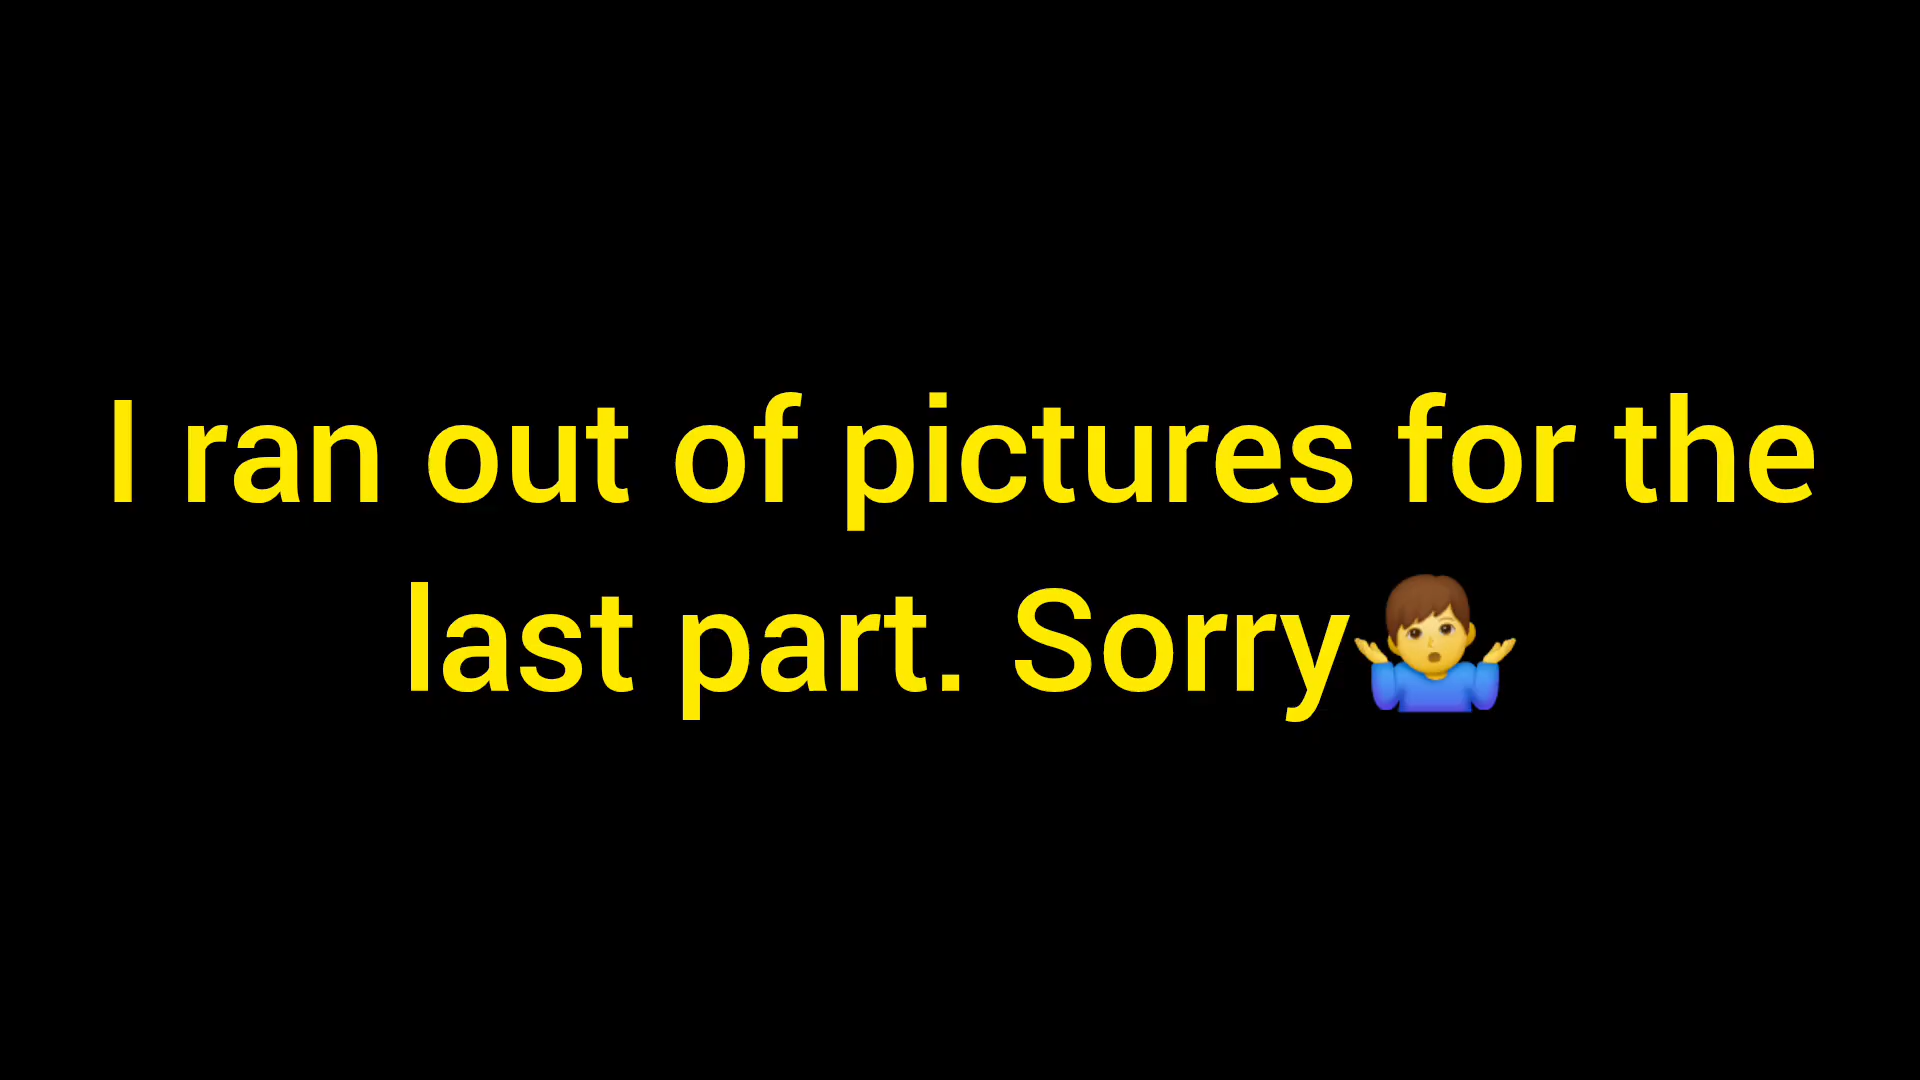 I ran out of pictures for the
last part. Sorry🤷‍♂️